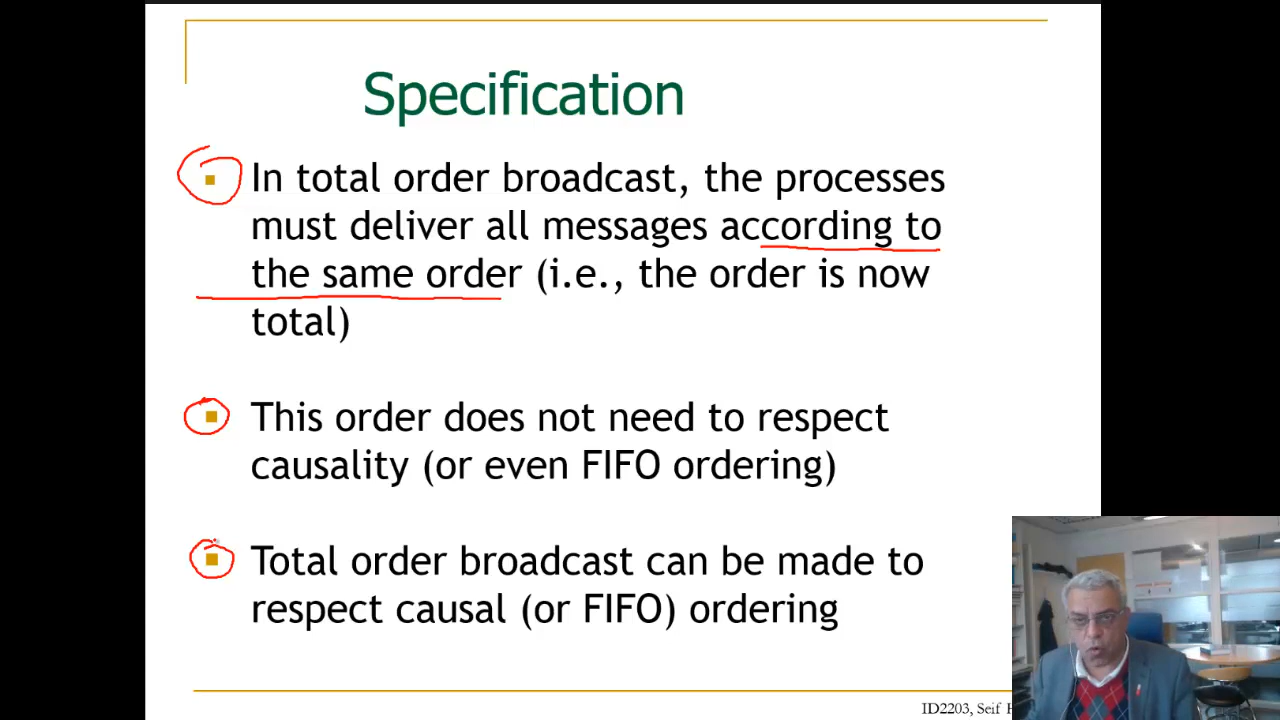 Specification
In total order broadcast, the processes
must deliver all messages according to
the same order (i.e., the order is now
total)
This order does not need to respect
causality (or even FIFO ordering)
Total order broadcast can be made to
respect causal (or FIFO) ordering
ID2203, Seif